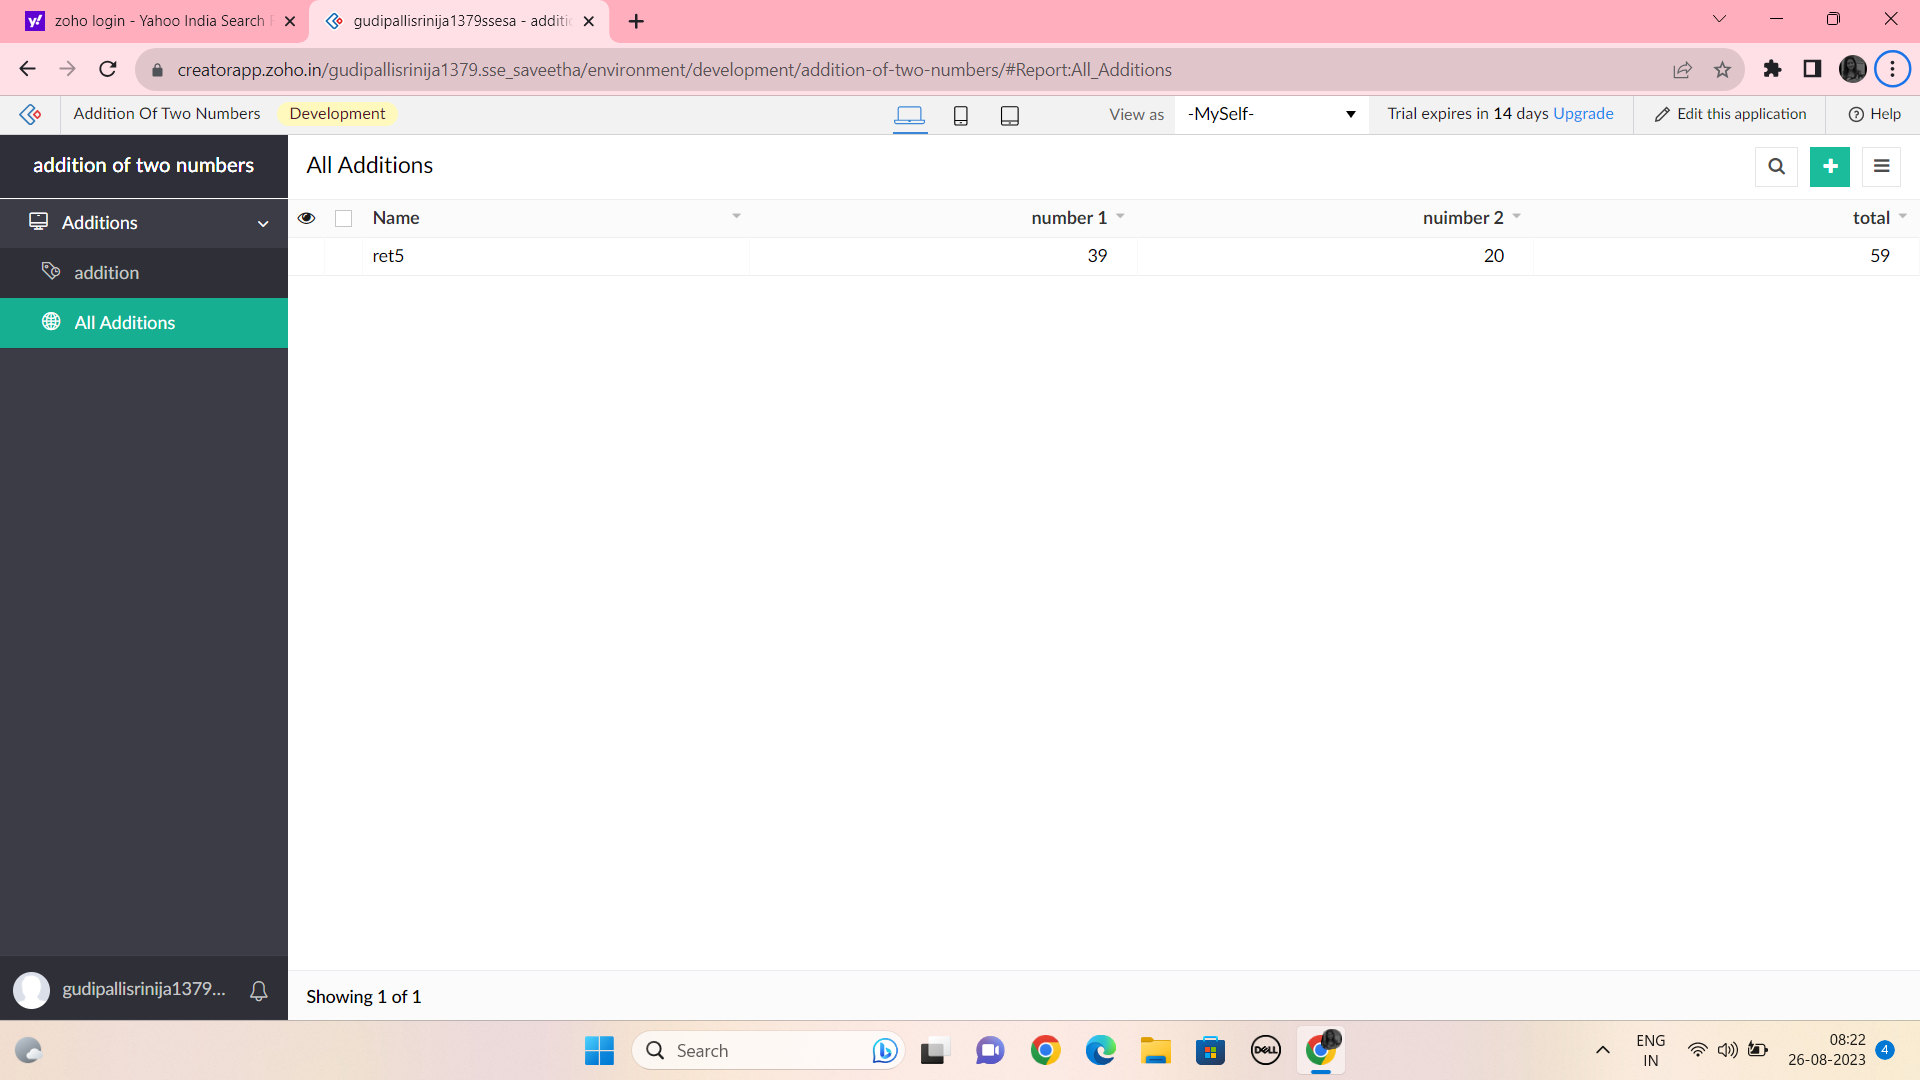 zoho login - Yahoo India Search
gudipallisrinija1379ssesa - additi
creatorapp.zoho.in/gudipallisrinija1379.sse_saveetha/environment/development/addition-of-two-numbers/#Report:All_Additions
Addition Of Two Numbers Development View as -MySelf- Trial expires in 14 days Upgrade Edit this application Help
addition of two numbers
Additions
addition
All Additions
gudipallisrinija1379...
All Additions
Name number 1 nuimber 2 total
ret5 39 20 59
Showing 1 of 1
Search
DELL
ENG
IN
08:22
26-08-2023
4